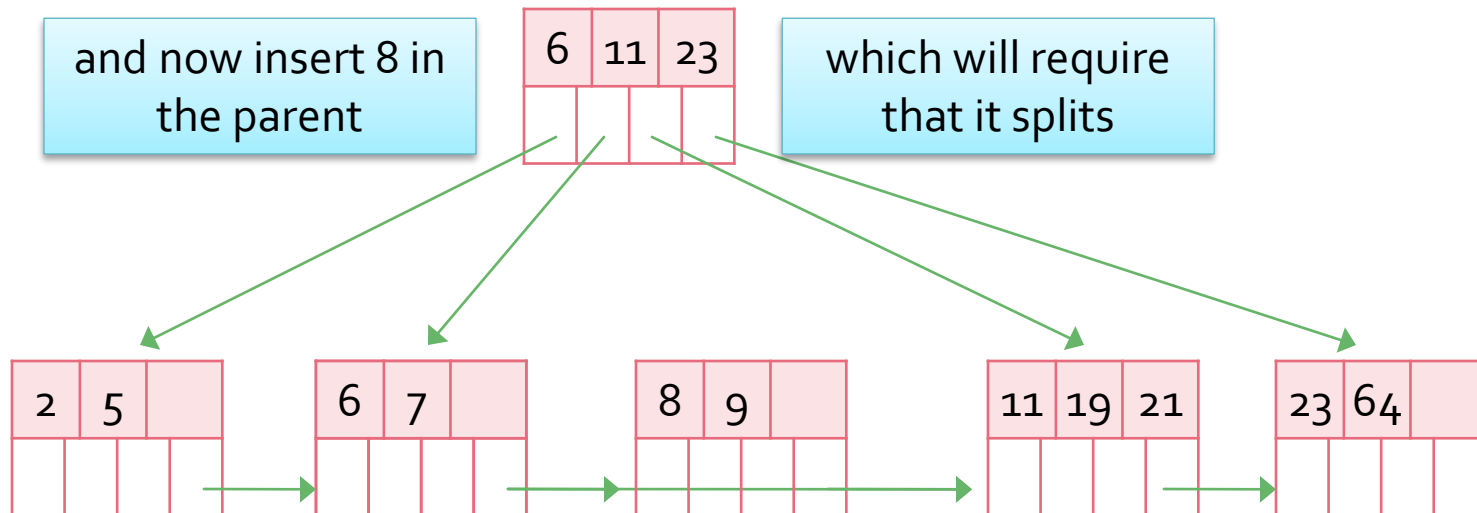 and now insert 8 in
the parent
6 11 23
which will require
that it splits
2 5
6 7
8 9
11 19 21
23 64